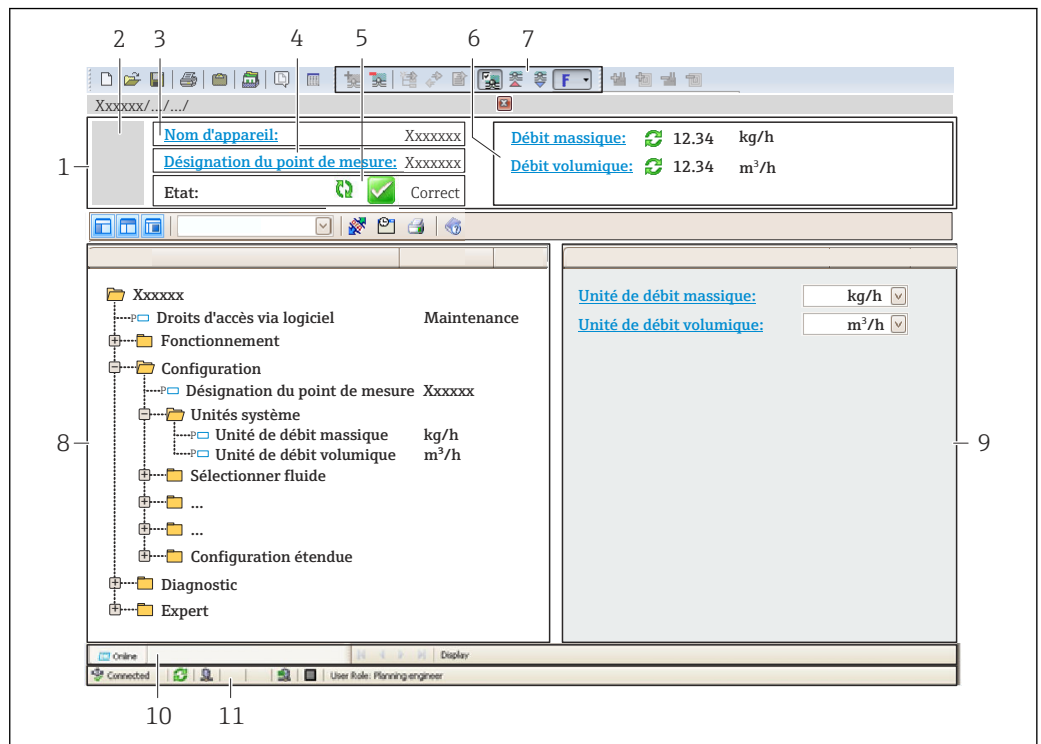 2 3 4 5 6 7
F
Xxxxxx/.../.../
1
Nom d'appareil: Xxxxxxx
Débit massique: 12.34 kg/h
Désignation du point de mesure: Xxxxxxx
Débit volumique: 12.34 m³/h
Etat: Correct
Xxxxxx
Unité de débit massique: kg/h
P Droits d'accès via logiciel Maintenance
Unité de débit volumique: m³/h
Fonctionnement
Configuration
P Désignation du point de mesure Xxxxxx
Unités système
P Unité de débit massique kg/h
8
9
P Unité de débit volumique m³/h
Sélectionner fluide
...
...
Configuration étendue
Diagnostic
Expert
Online
Display
Connected
User Role: Planning engineer
10 11